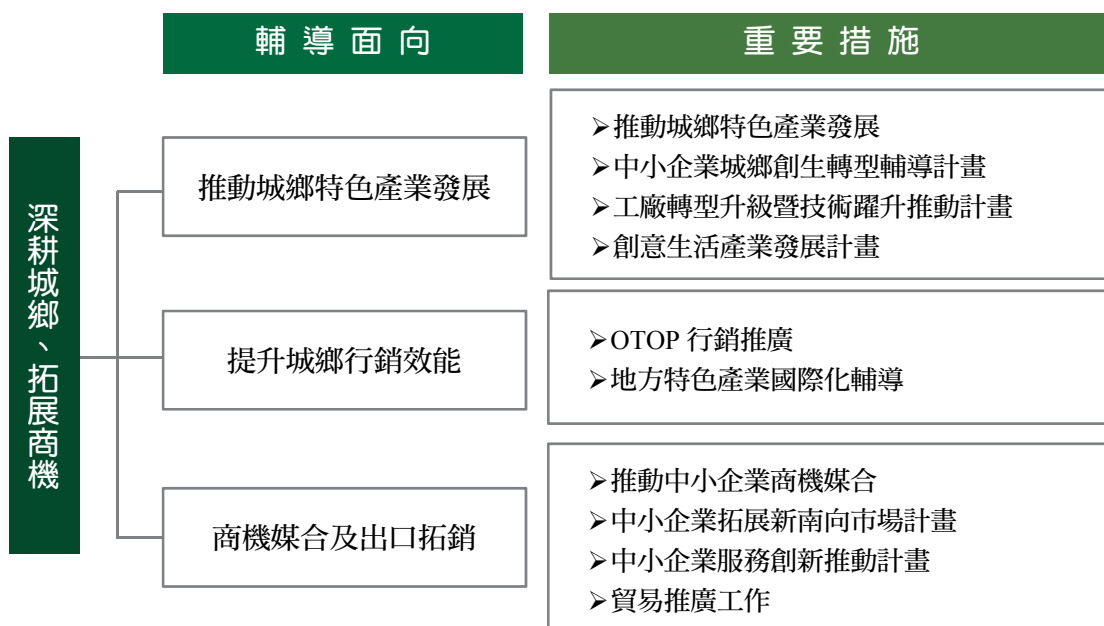 輔導面向
重要措施
深耕城鄉、拓展商機
推動城鄉特色產業發展
➢推動城鄉特色產業發展
➢中小企業城鄉創生轉型輔導計畫
➢工廠轉型升級暨技術躍升推動計畫
➢創意生活產業發展計畫
提升城鄉行銷效能
➢OTOP 行銷推廣
➢地方特色產業國際化輔導
商機媒合及出口拓銷
➢推動中小企業商機媒合
➢中小企業拓展新南向市場計畫
➢中小企業服務創新推動計畫
➢貿易推廣工作